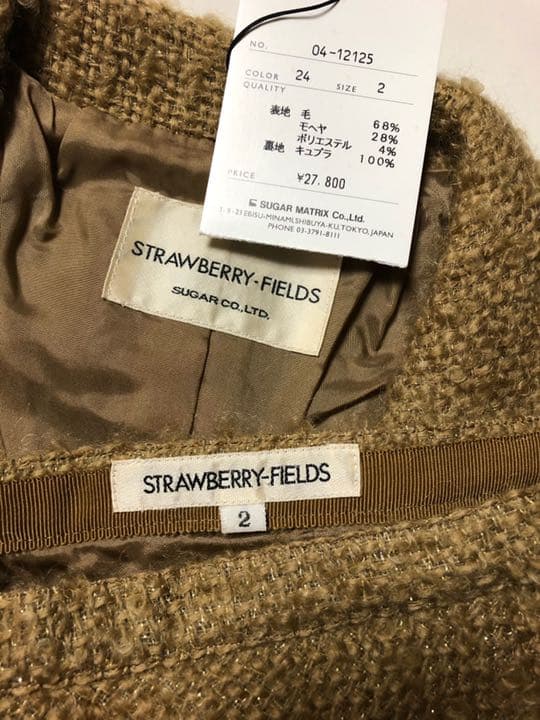 NO. 04-12125
COLOR 24 SIZE 2
QUALITY
表地 毛 68%
モヘヤ 28%
ポリエステル 4%
裏地 キュプラ 100%
PRICE ¥27,800
SUGAR MATRIX Co.,Ltd.
1-9-21 EBISU-MINAMI,SHIBUYA-KU,TOKYO,JAPAN
03-3791-8111
STRAWBERRY-FIELDS
SUGAR CO.,LTD.
STRAWBERRY-FIELDS
2